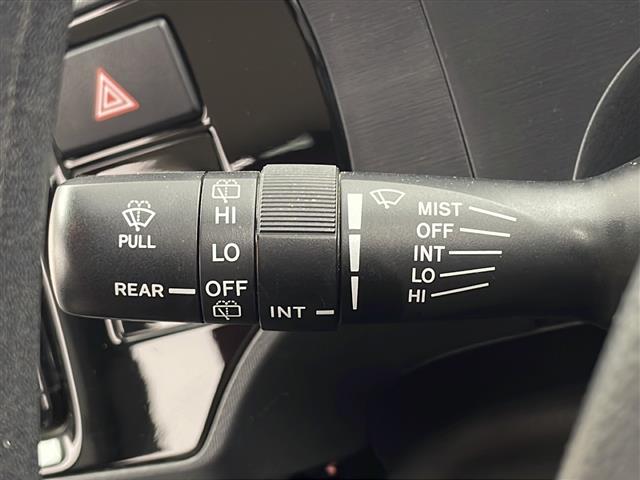 PULL
REAR
HI
LO
OFF
INT
MIST
OFF
INT
LO
HI